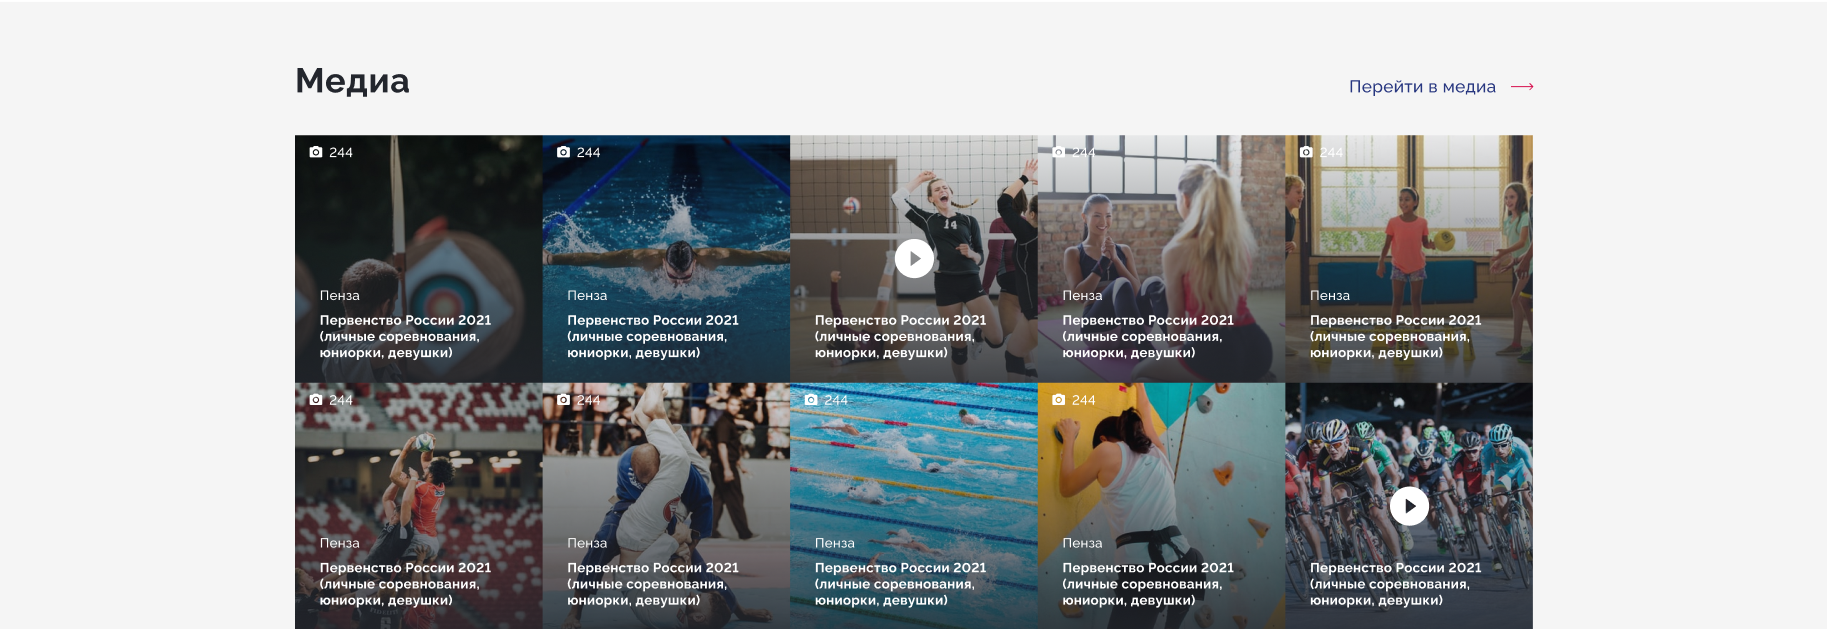 Медиа
Перейти в медиа
244
Пенза
Первенство России 2021
(личные соревнования,
юниорки, девушки)
244
Пенза
Первенство России 2021
(личные соревнования,
юниорки, девушки)
14
Первенство России 2021
(личные соревнования,
юниорки, девушки)
244
Пенза
Первенство России 2021
(личные соревнования,
юниорки, девушки)
244
Пенза
Первенство России 2021
(личные соревнования,
юниорки, девушки)
244
Пенза
Первенство России 2021
(личные соревнования,
юниорки, девушки)
244
Пенза
Первенство России 2021
(личные соревнования,
юниорки, девушки)
244
Пенза
Первенство России 2021
(личные соревнования,
юниорки, девушки)
244
Пенза
Первенство России 2021
(личные соревнования,
юниорки, девушки)
Первенство России 2021
(личные соревнования,
юниорки, девушки)